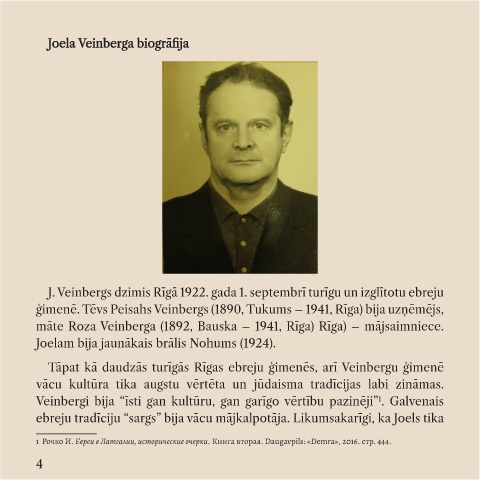 Joela Veinberga biogrāfija
J. Veinbergs dzimis Rīgā 1922. gada 1. septembrī turīgu un izglītotu ebreju
ģimenē. Tēvs Peisahs Veinbergs (1890, Tukums – 1941, Rīga) bija uzņēmējs,
māte Roza Veinberga (1892, Bauska – 1941, Rīga) Rīga) – mājsaimniece.
Joelam bija jaunākais brālis Nohums (1924).
Tāpat kā daudzās turīgās Rīgas ebreju ģimenēs, arī Veinbergu ģimenē
vācu kultūra tika augstu vērtēta un jūdaisma tradīcijas labi zināmas.
Veinbergi bija “īsti gan kultūru, gan garīgo vērtību pazinēji”1. Galvenais
ebreju tradīciju “sargs” bija vācu mājkalpotāja. Likumsakarīgi, ka Joels tika
1 Рочко И. Евреи в Латгалии, исторические очерки. Книга вторая. Daugavpils: «Demra», 2016. стр. 444.
4